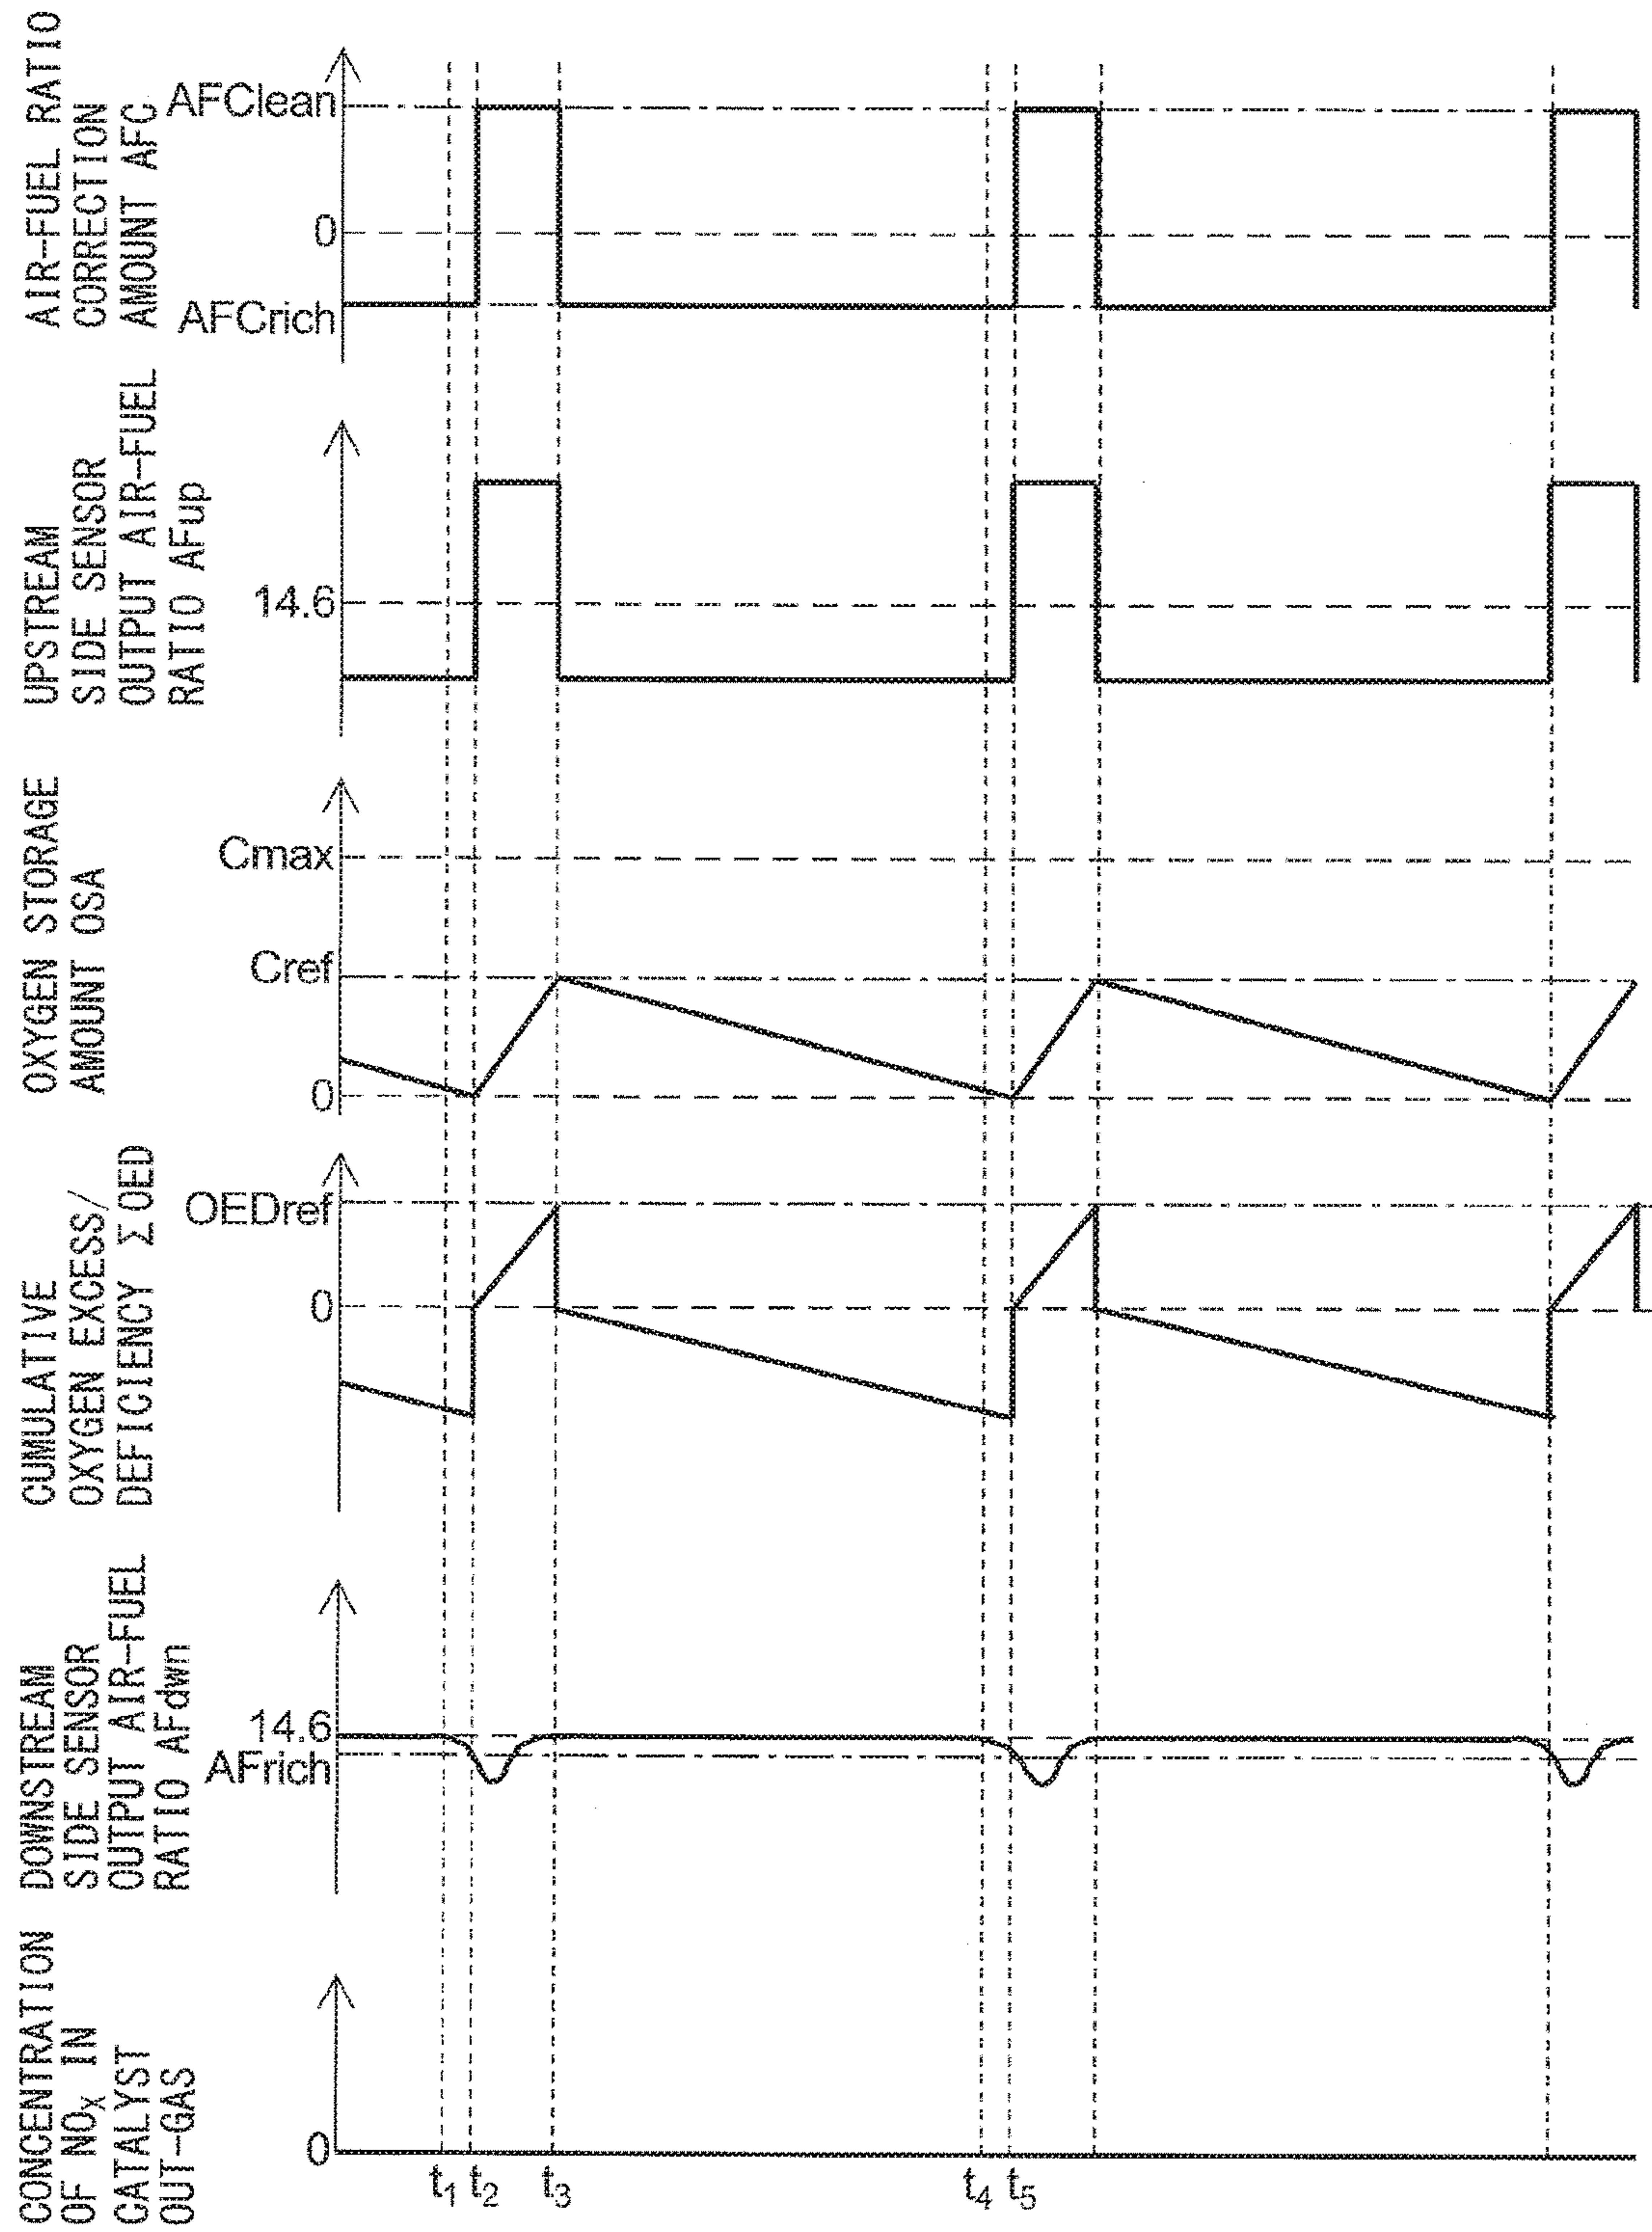 AIR-FUEL RATIO
CORRECTION
AMOUNT AFC
AFClean
0
AFCrich
UPSTREAM
SIDE SENSOR
OUTPUT AIR-FUEL
RATIO AFup
14.6
OXYGEN STORAGE
AMOUNT OSA
Cmax
Cref
0
CUMULATIVE
OXYGEN EXCESS/
DEFICIENCY ΣOED
OEDref
0
DOWNSTREAM
SIDE SENSOR
OUTPUT AIR-FUEL
RATIO AFdwn
14.6
AFrich
CONCENTRATION
OF NOX IN
CATALYST
OUT-GAS
0
t1 t2 t3 t4 t5